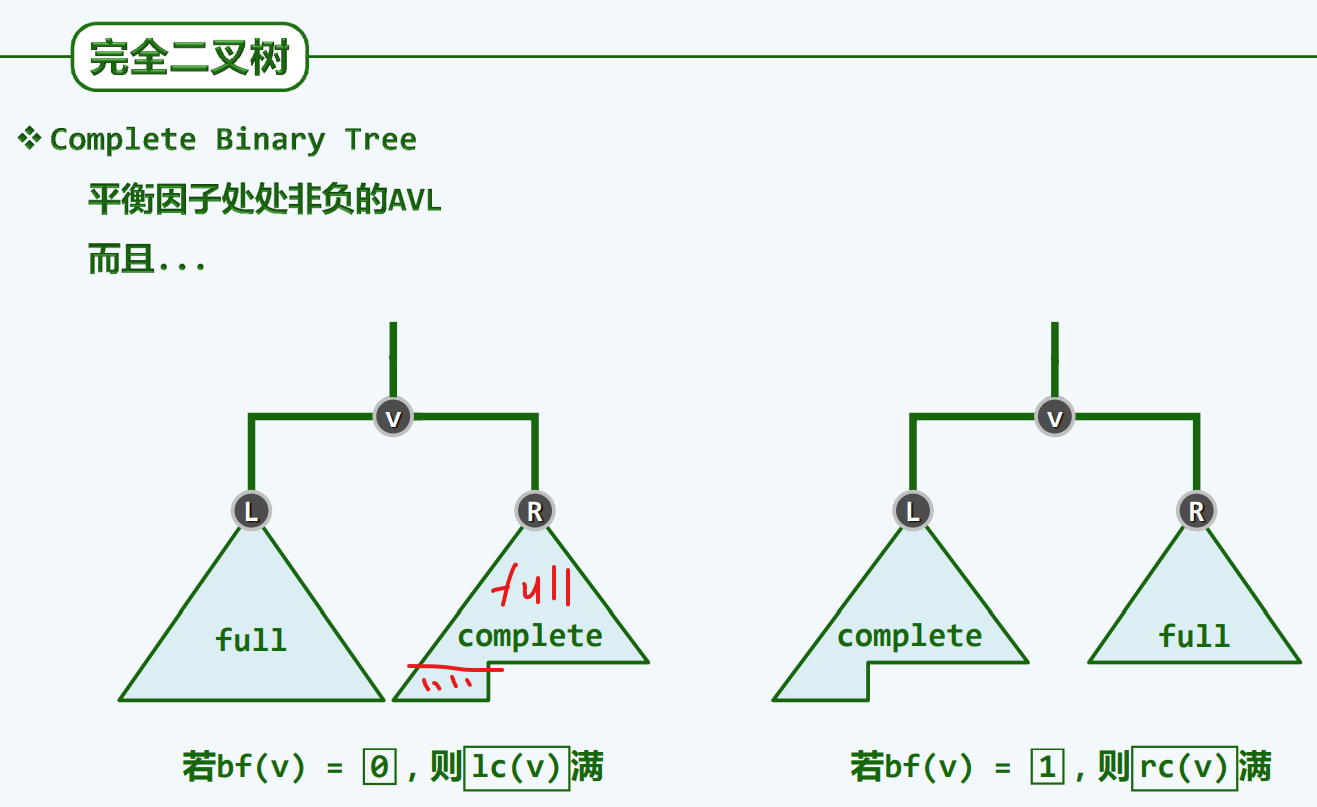 完全二叉树
❖ Complete Binary Tree
平衡因子处处非负的AVL
而且...
v v
L R L R
full
full complete complete full
若bf(v) = 0，则lc(v)满 若bf(v) = 1，则rc(v)满